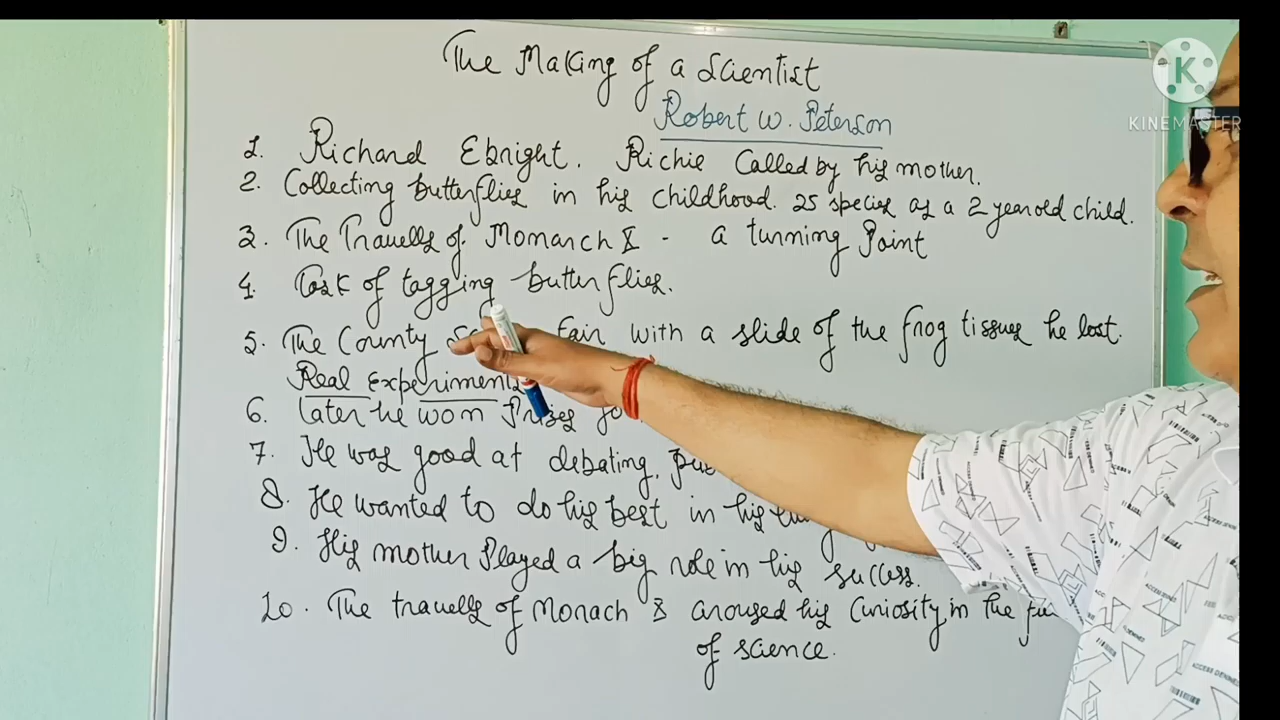 The Making of a Scientist
Robert W. Peterson
1. Richard Ebright. Richie Called by his mother.
2. Collecting butterflies in his childhood. 25 species as a 2 year old child.
3. The Travells of Momarch X - a turning Point
4. Task of tagging butterflies.
5. The County Fair with a slide of the frog tissues he lost.
Real Experiments
6. Later he won Prizes
7. He was good at debating,
8. He wanted to do his best in his
9. His mother Played a big role in his success.
10. The travells of Monach X aroused his Curiosity in the
of science.
K
KINEMASTER